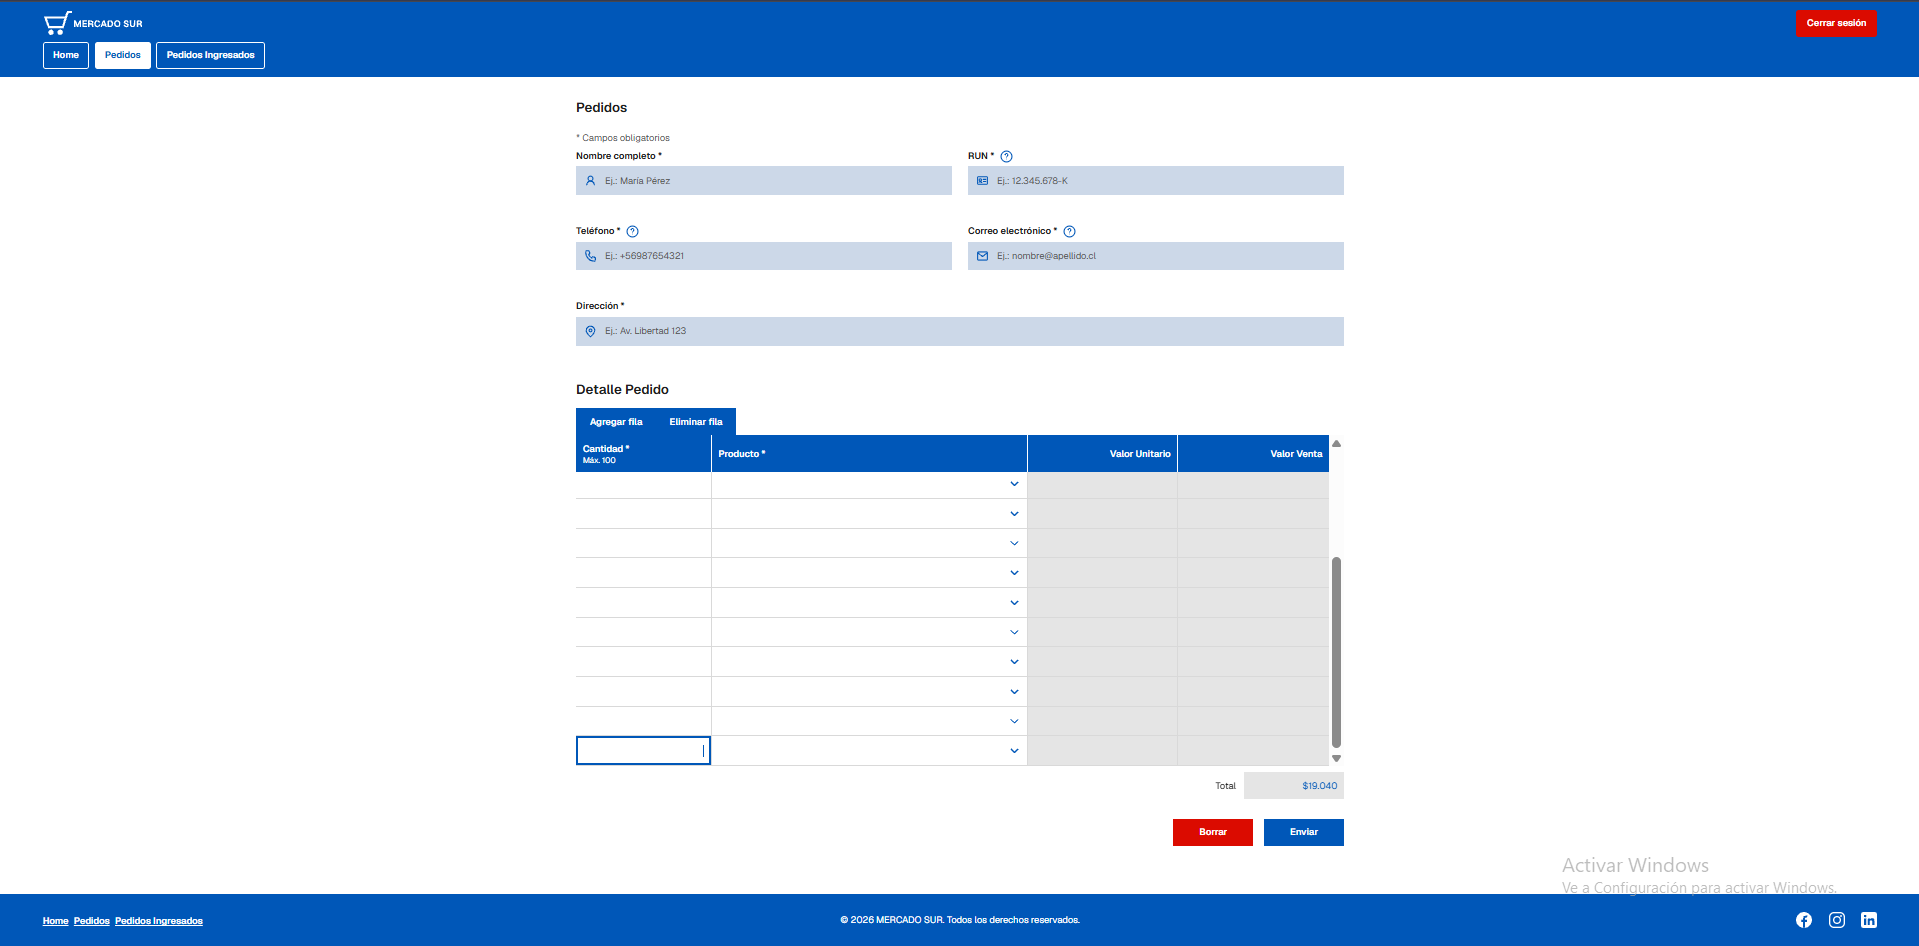 MERCADO SUR
Cerrar sesión
Home
Pedidos
Pedidos Ingresados
Pedidos
* Campos obligatorios
Nombre completo *
RUN *
Ej.: María Pérez
Ej.: 12.345.678-K
Teléfono *
Correo electrónico *
Ej.: +56987654321
Ej.: nombre@apellido.cl
Dirección *
Ej.: Av. Libertad 123
Detalle Pedido
Agregar fila
Eliminar fila
Cantidad *
Máx. 100
Producto *
Valor Unitario
Valor Venta
Total
$19.040
Borrar
Enviar
Activar Windows
Ve a Configuración para activar Windows.
Home
Pedidos
Pedidos Ingresados
© 2026 MERCADO SUR. Todos los derechos reservados.